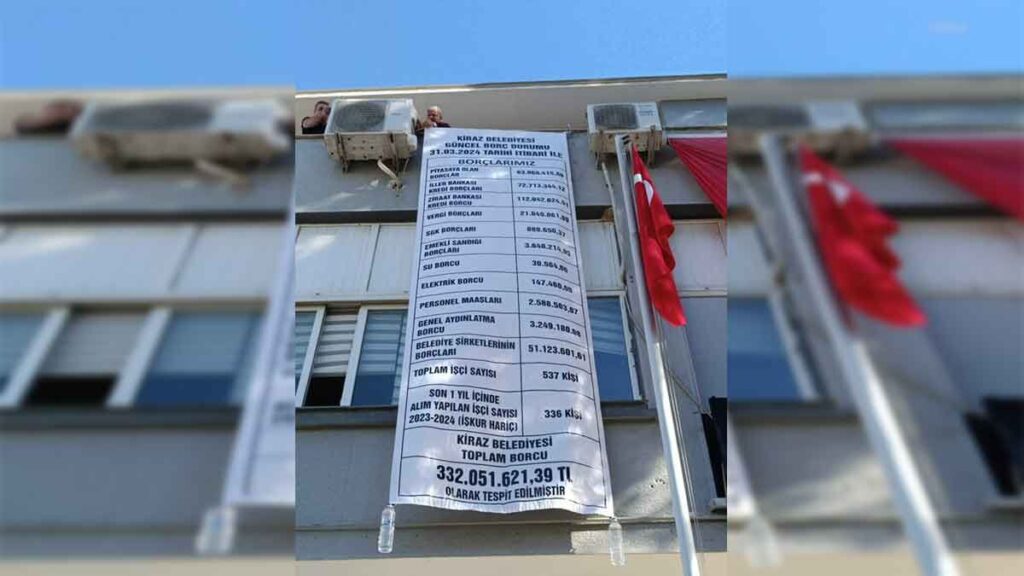 KİRAZ BELEDİYESİ
GÜNCEL BORÇ DURUMU
31.03.2024 TARİHİ İTİBARİ İLE
BORÇLARIMIZ
PİYASAYA OLAN
BORÇLAR
İLLER BANKASI
KREDİ BORÇLARI 72.713.344,12
ZİRAAT BANKASI
KREDİ BORCU
VERGİ BORÇLARI
SGK BORÇLARI
EMEKLİ SANDIĞI
BORÇLARI
SU BORCU
ELEKTRİK BORCU
PERSONEL MAAŞLARI
GENEL AYDINLATMA
BORCU
BELEDİYE ŞİRKETLERİNİN
BORÇLARI 51.123.601,61
TOPLAM İŞÇİ SAYISI 537 KİŞİ
SON 1 YIL İÇİNDE
ALIM YAPILAN İŞÇİ SAYISI
2023-2024 (İŞKUR HARİÇ) 336 KİŞİ
KİRAZ BELEDİYESİ
TOPLAM BORCU
332.051.621,39 TL
OLARAK TESPİT EDİLMİŞTİR